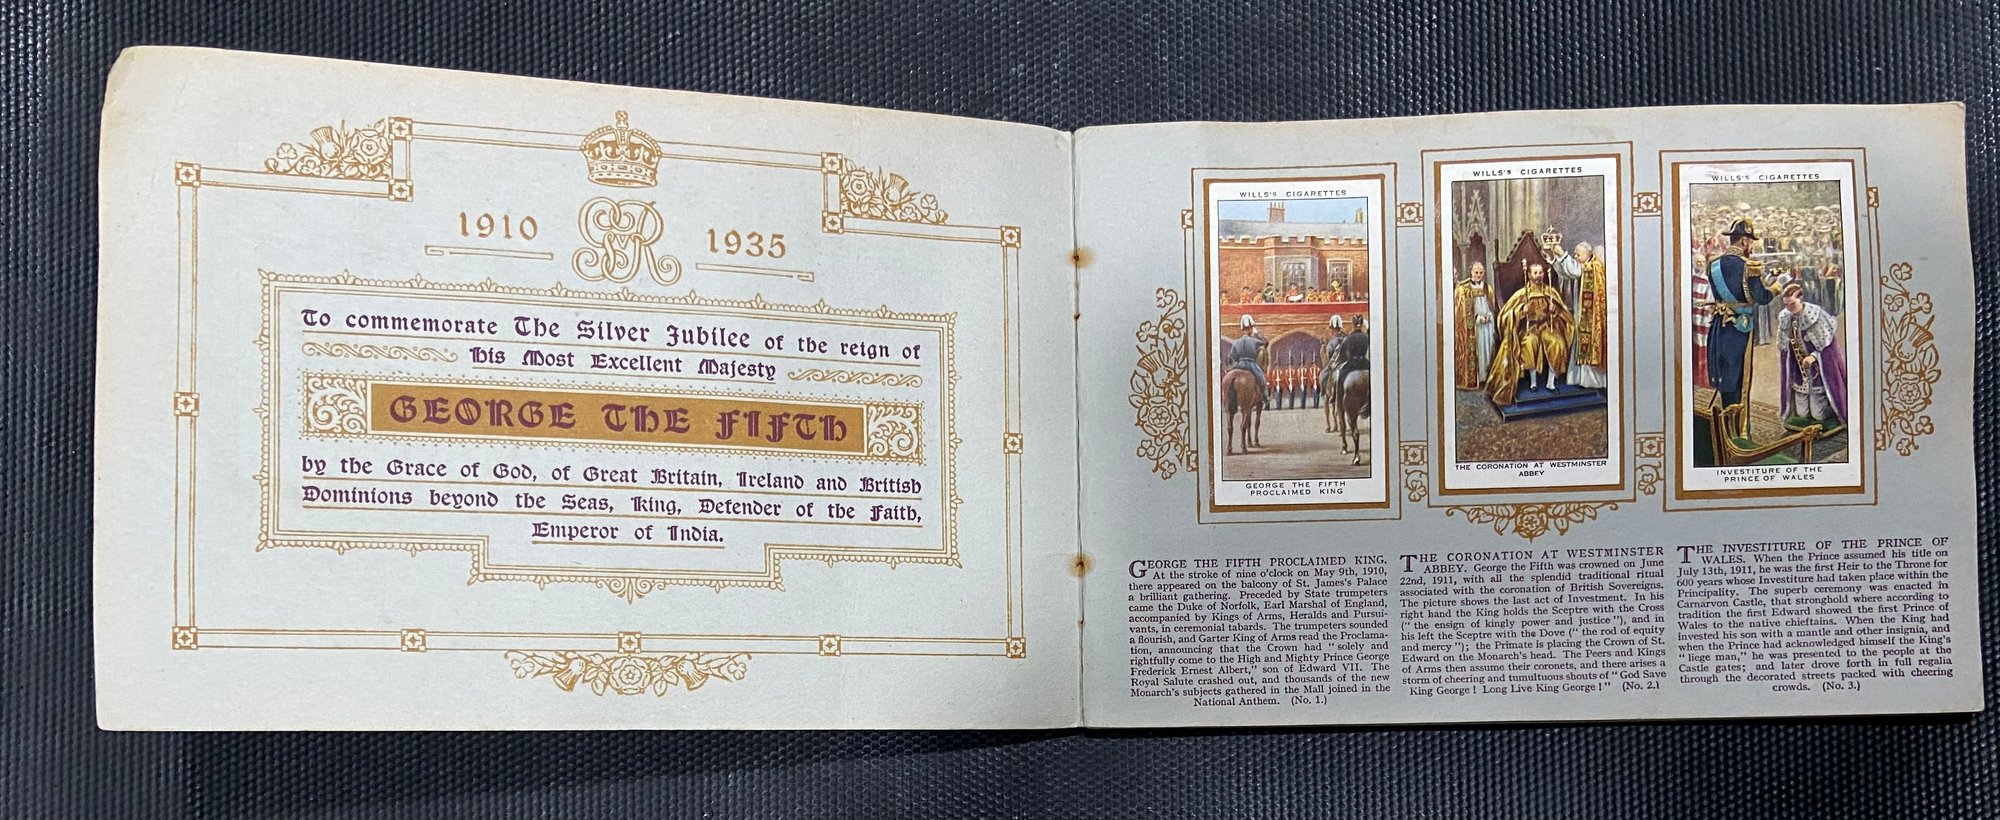 1910 GRV 1935
To commemorate The Silver Jubilee of the reign of
His Most Excellent Majesty
GEORGE THE FIFTH
by the Grace of God, of Great Britain, Ireland and British
Dominions beyond the Seas, King, Defender of the Faith,
Emperor of India.
WILLS'S CIGARETTES
GEORGE THE FIFTH
PROCLAIMED KING
WILLS'S CIGARETTES
THE CORONATION AT WESTMINSTER
ABBEY
WILLS'S CIGARETTES
INVESTITURE OF THE
PRINCE OF WALES
GEORGE THE FIFTH PROCLAIMED KING.
At the stroke of nine o'clock on May 9th, 1910,
there appeared on the balcony of St. James's Palace
a brilliant gathering. Preceded by State trumpeters
came the Duke of Norfolk, Earl Marshal of England,
accompanied by Kings of Arms, Heralds and Pursui-
vants, in ceremonial tabards. The trumpeters sounded
a flourish, and Garter King of Arms read the Proclama-
tion, announcing that the Crown had "solely and
rightfully come to the High and Mighty Prince George
Frederick Ernest Albert," son of Edward VII. The
Royal Salute crashed out, and thousands of the new
Monarch's subjects gathered in the Mall joined in the
National Anthem. (No. 1.)
THE CORONATION AT WESTMINSTER
ABBEY. George the Fifth was crowned on June
22nd, 1911, with all the splendid traditional ritual
associated with the coronation of British Sovereigns.
The picture shows the last act of Investment. In his
right hand the King holds the Sceptre with the Cross
("the ensign of kingly power and justice"), and in
his left the Sceptre with the Dove ("the rod of equity
and mercy"); the Primate is placing the Crown of St.
Edward on the Monarch's head. The Peers and Kings
of Arms then assume their coronets, and there arises a
storm of cheering and tumultuous shouts of "God Save
King George! Long Live King George!" (No. 2.)
THE INVESTITURE OF THE PRINCE OF
WALES. When the Prince assumed his title on
July 13th, 1911, he was the first Heir to the Throne for
600 years whose Investiture had taken place within the
Principality. The superb ceremony was enacted in
Carnarvon Castle, that stronghold where according to
tradition the first Edward showed the first Prince of
Wales to the native chieftains. When the King had
invested his son with a mantle and other insignia, and
when the Prince had acknowledged himself the King's
"liege man," he was presented to the people at the
Castle gates; and later drove forth in full regalia
through the decorated streets packed with cheering
crowds. (No. 3.)